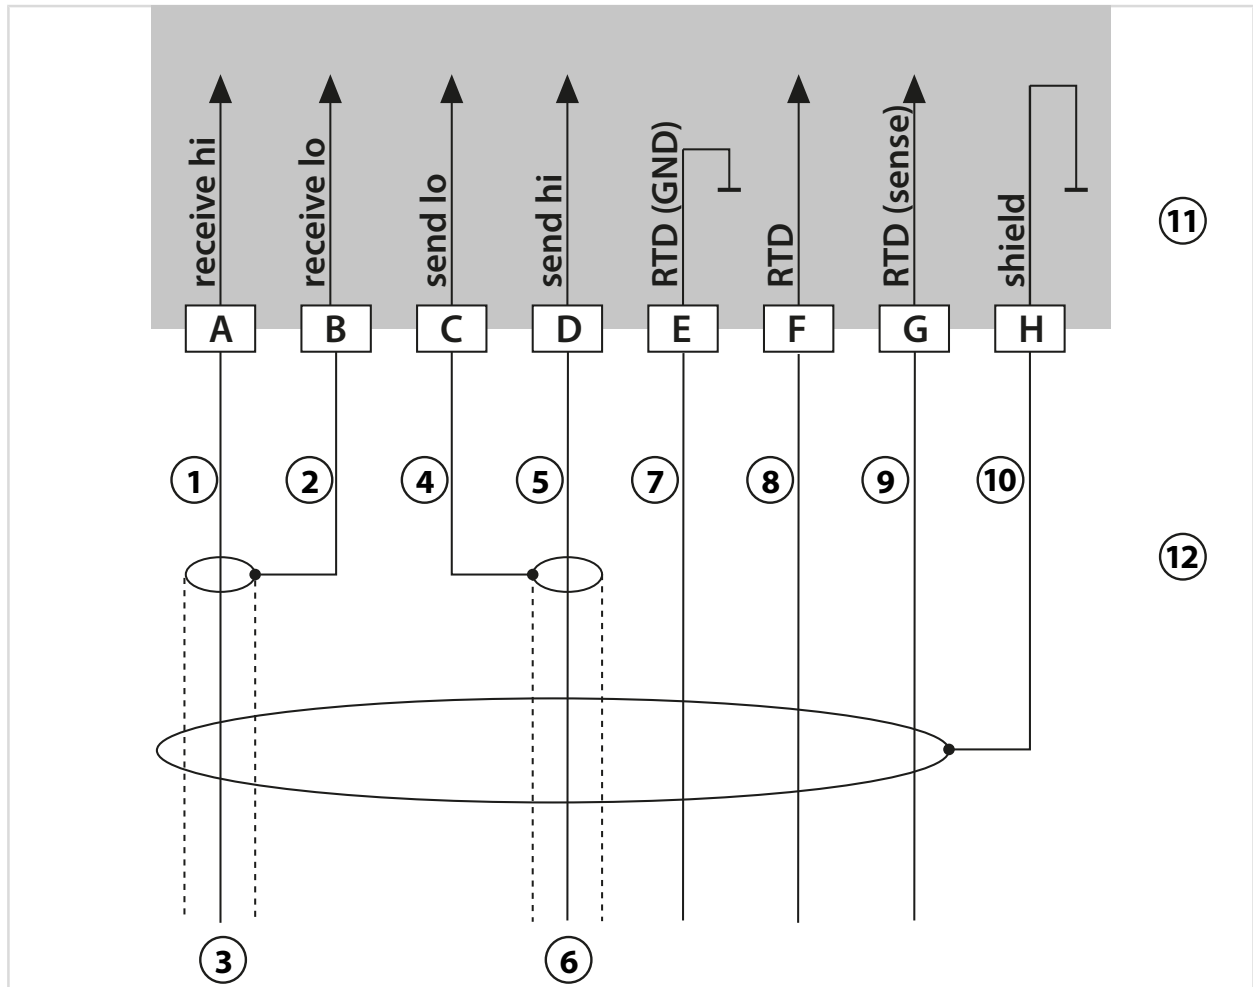 receive hi
receive lo
send lo
send hi
RTD (GND)
RTD
RTD (sense)
shield
11
A B C D E F G H
1 2 4 5 7 8 9 10
12
3 6